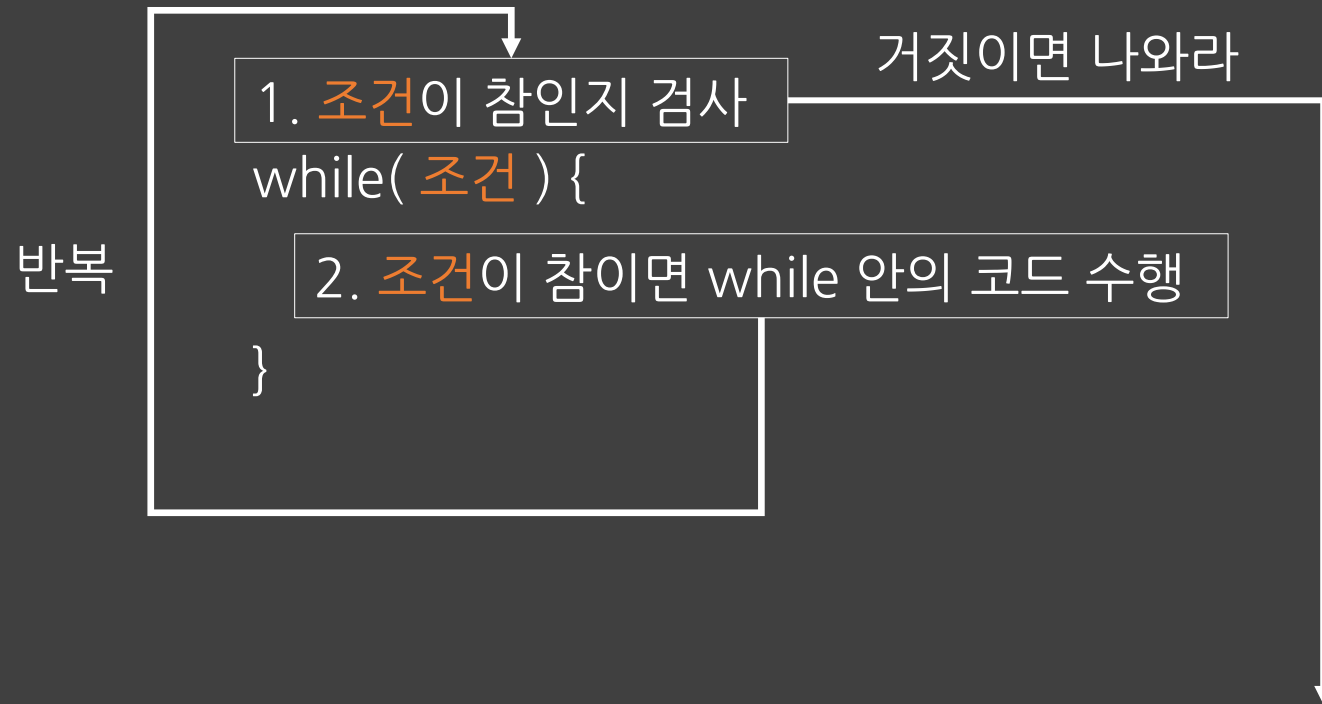 거짓이면 나와라
1. 조건이 참인지 검사
while( 조건 ) {
반복
2. 조건이 참이면 while 안의 코드 수행
}